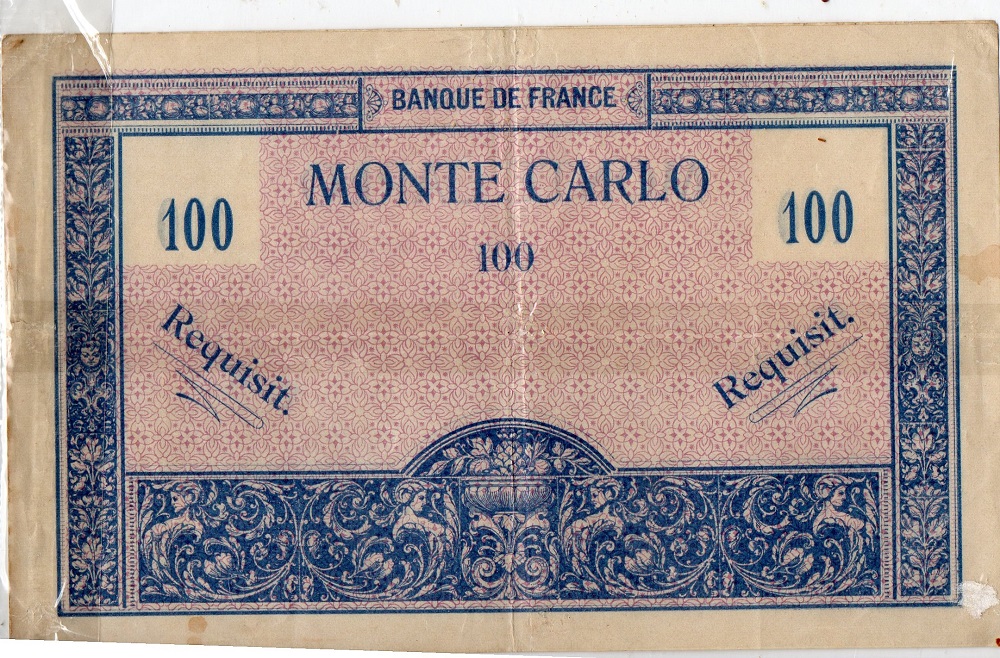 BANQUE DE FRANCE
MONTE CARLO
100
100
100
Requisit.
Requisit.